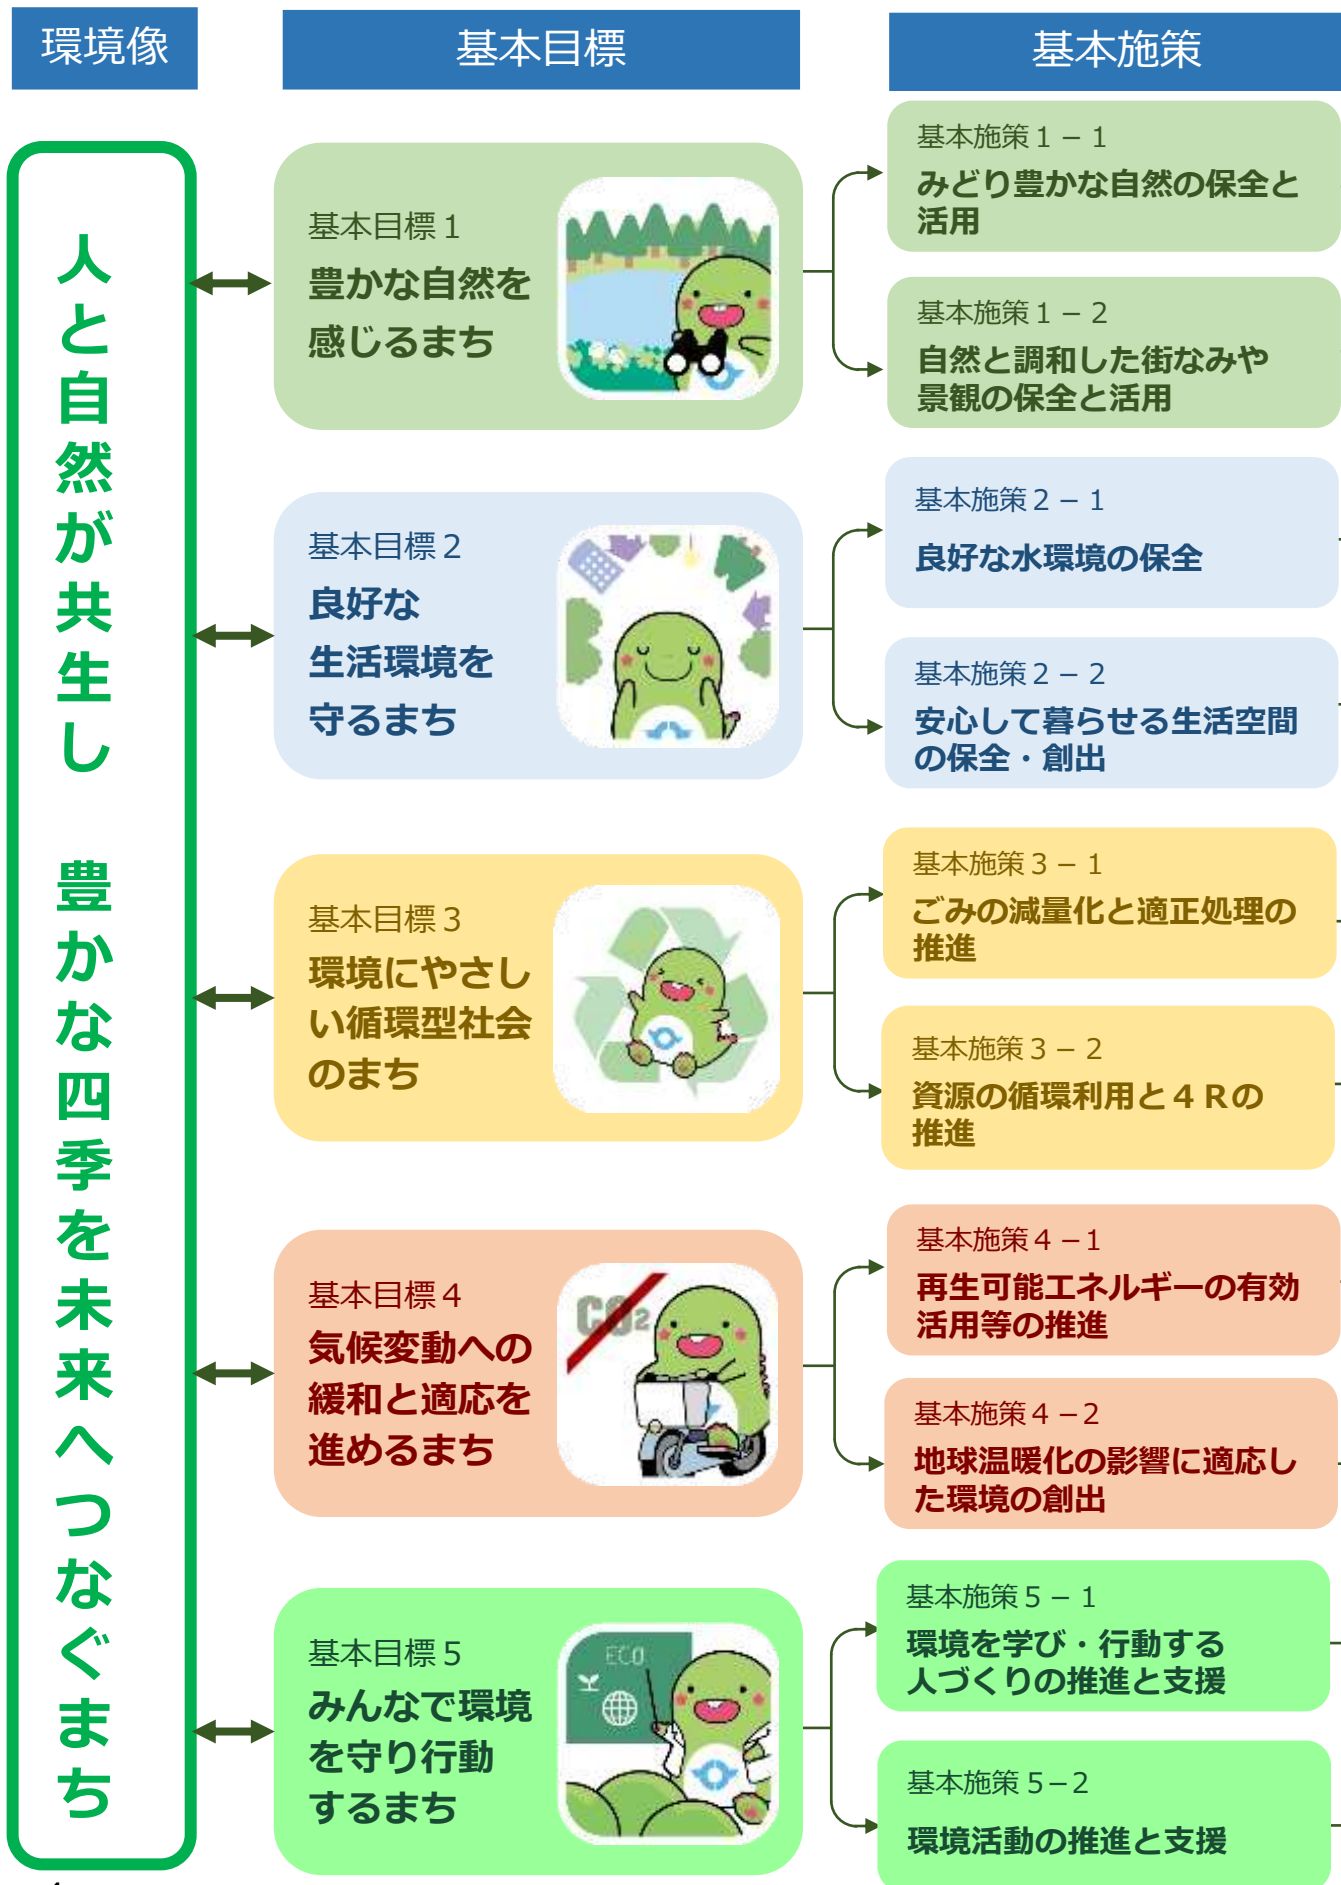 環境像
基本目標
基本施策
人と自然が共生し　豊かな四季を未来へつなぐまち
基本目標１
豊かな自然を
感じるまち
基本施策１－１
みどり豊かな自然の保全と
活用
基本施策１－２
自然と調和した街なみや
景観の保全と活用
基本目標２
良好な
生活環境を
守るまち
基本施策２－１
良好な水環境の保全
基本施策２－２
安心して暮らせる生活空間
の保全・創出
基本目標３
環境にやさし
い循環型社会
のまち
基本施策３－１
ごみの減量化と適正処理の
推進
基本施策３－２
資源の循環利用と４Ｒの
推進
基本目標４
気候変動への
緩和と適応を
進めるまち
CO2
基本施策４－１
再生可能エネルギーの有効
活用等の推進
基本施策４－２
地球温暖化の影響に適応し
た環境の創出
基本目標５
みんなで環境
を守り行動
するまち
ECO
基本施策５－１
環境を学び・行動する
人づくりの推進と支援
基本施策５－２
環境活動の推進と支援